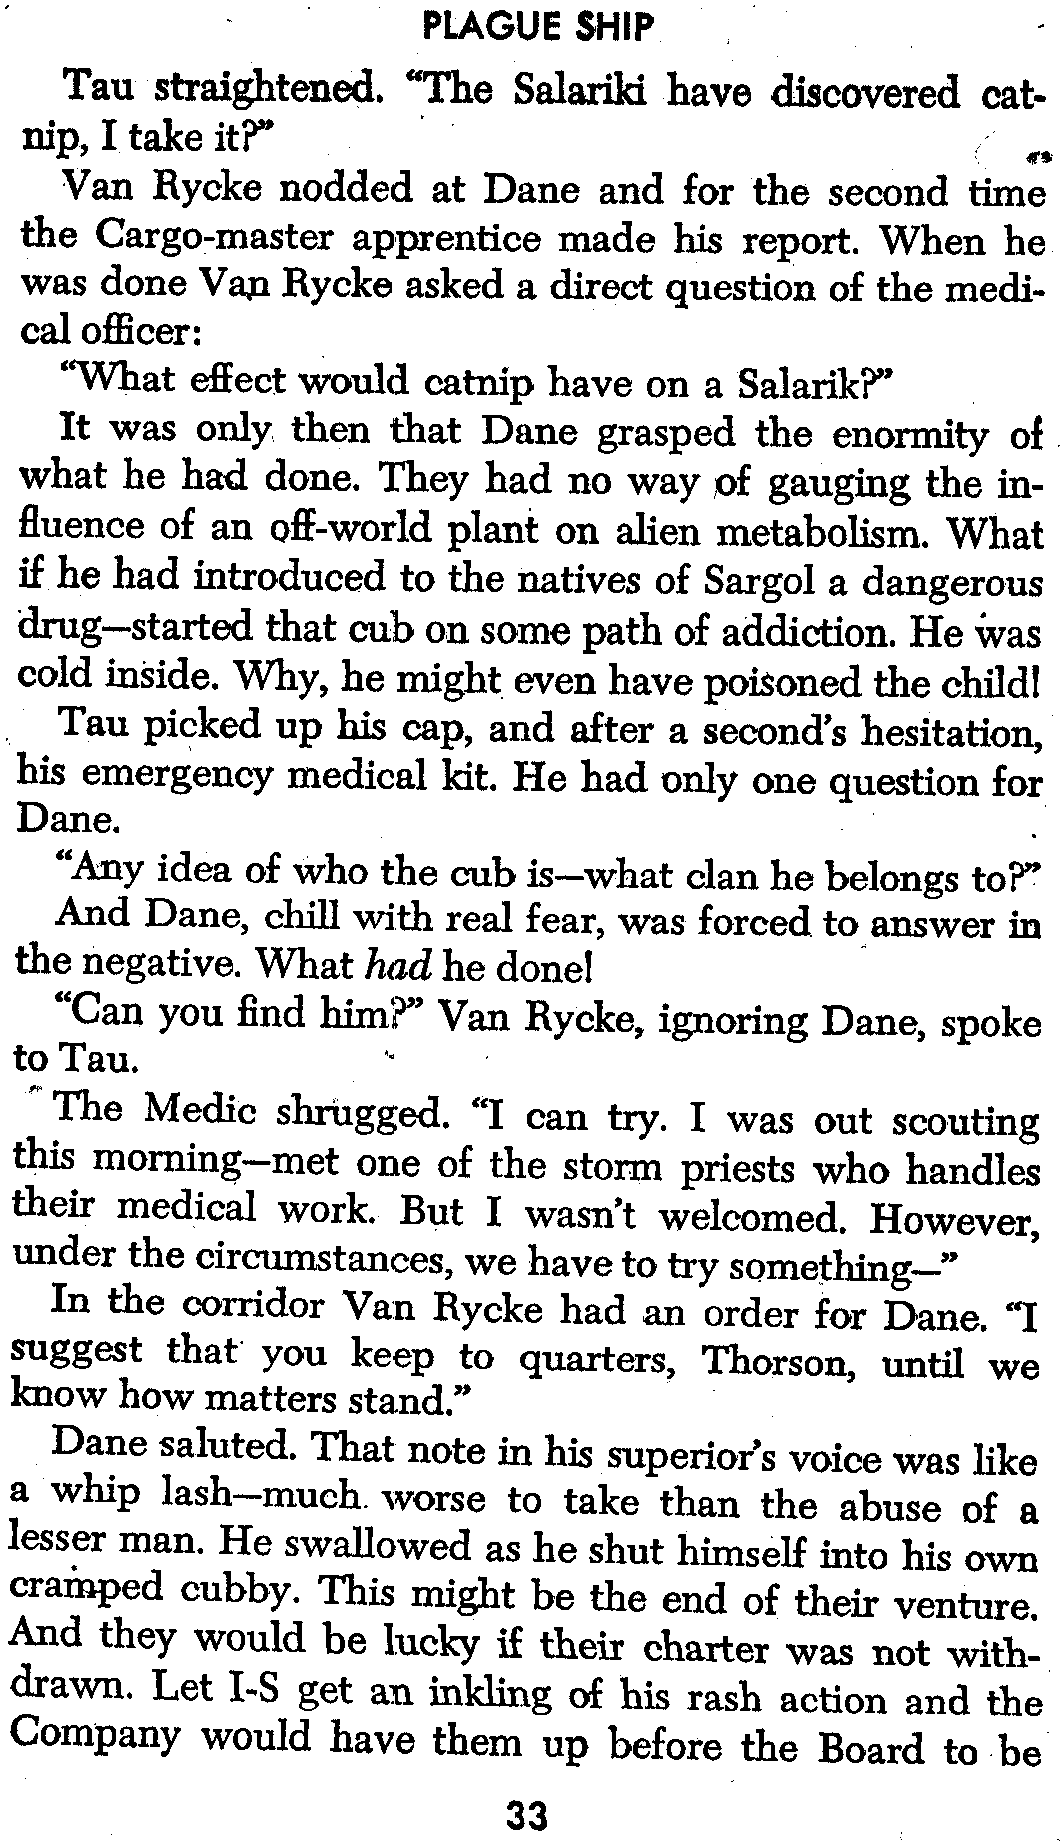 PLAGUE SHIP
Tau straightened. “The Salariki have discovered cat-
nip, I take it?”
Van Rycke nodded at Dane and for the second time
the Cargo-master apprentice made his report. When he
was done Van Rycke asked a direct question of the medi-
cal officer:
“What effect would catnip have on a Salarik?”
It was only then that Dane grasped the enormity of
what he had done. They had no way of gauging the in-
fluence of an off-world plant on alien metabolism. What
if he had introduced to the natives of Sargol a dangerous
drug—started that cub on some path of addiction. He was
cold inside. Why, he might even have poisoned the child!
Tau picked up his cap, and after a second's hesitation,
his emergency medical kit. He had only one question for
Dane.
“Any idea of who the cub is—what clan he belongs to?”
And Dane, chill with real fear, was forced to answer in
the negative. What had he done!
“Can you find him?” Van Rycke, ignoring Dane, spoke
to Tau.
The Medic shrugged. “I can try. I was out scouting
this morning—met one of the storm priests who handles
their medical work. But I wasn't welcomed. However,
under the circumstances, we have to try something—”
In the corridor Van Rycke had an order for Dane. “I
suggest that you keep to quarters, Thorson, until we
know how matters stand.”
Dane saluted. That note in his superior's voice was like
a whip lash—much worse to take than the abuse of a
lesser man. He swallowed as he shut himself into his own
cramped cubby. This might be the end of their venture.
And they would be lucky if their charter was not with-
drawn. Let I-S get an inkling of his rash action and the
Company would have them up before the Board to be
33